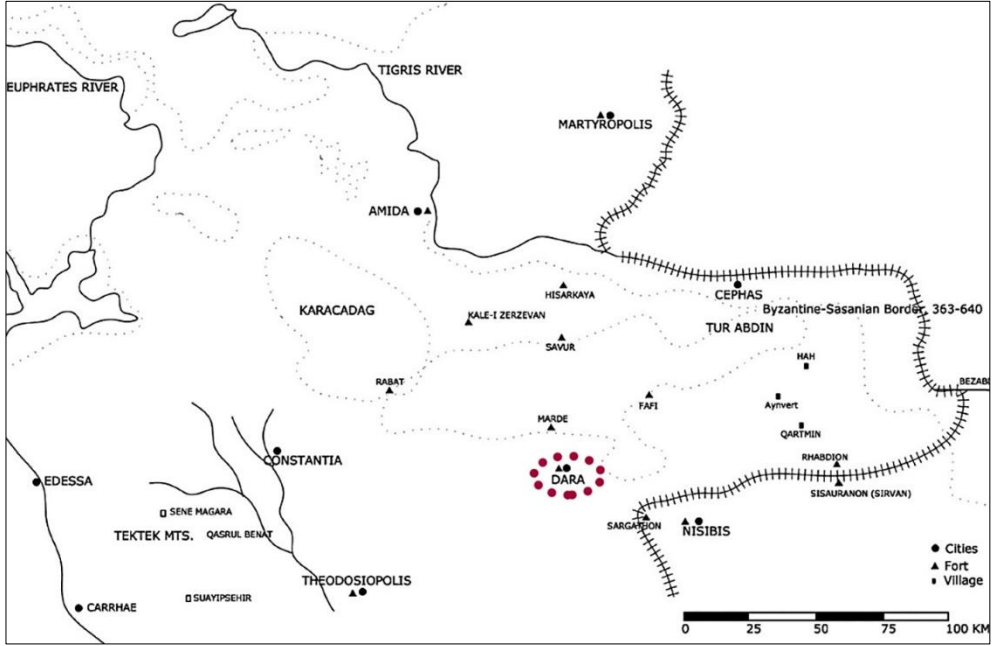 TIGRIS RIVER
EUPHRATES RIVER
MARTYROPOLIS
AMIDA
CEPHAS
HISARKAYA
KARACADAG
KALE-I ZERZEVAN
Byzantine-Sasanian Border 363-640
TUR ABDIN
SAVUR
HAH
RABAT
BEZABD
FAFI
Aynvert
MARDE
QARTMIN
CONSTANTIA
RHABDION
EDESSA
DARA
SISAURANON (SIRVAN)
SENE MAGARA
SARGATHON
NISIBIS
TEKTEK MTS.
QASRUL BENAT
Cities
Fort
Village
THEODOSIOPOLIS
SUAYIPSEHIR
CARRHAE
0 25 50 75 100 KM